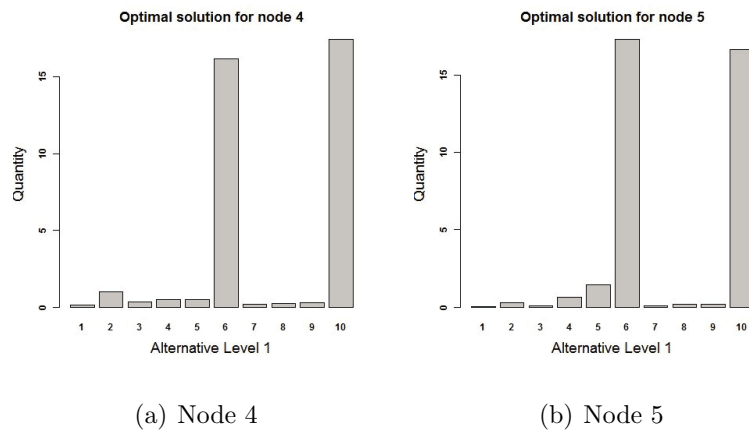 Optimal solution for node 4
Quantity
15
10
5
0
1 2 3 4 5 6 7 8 9 10
Alternative Level 1
(a) Node 4
Optimal solution for node 5
Quantity
15
10
5
0
1 2 3 4 5 6 7 8 9 10
Alternative Level 1
(b) Node 5